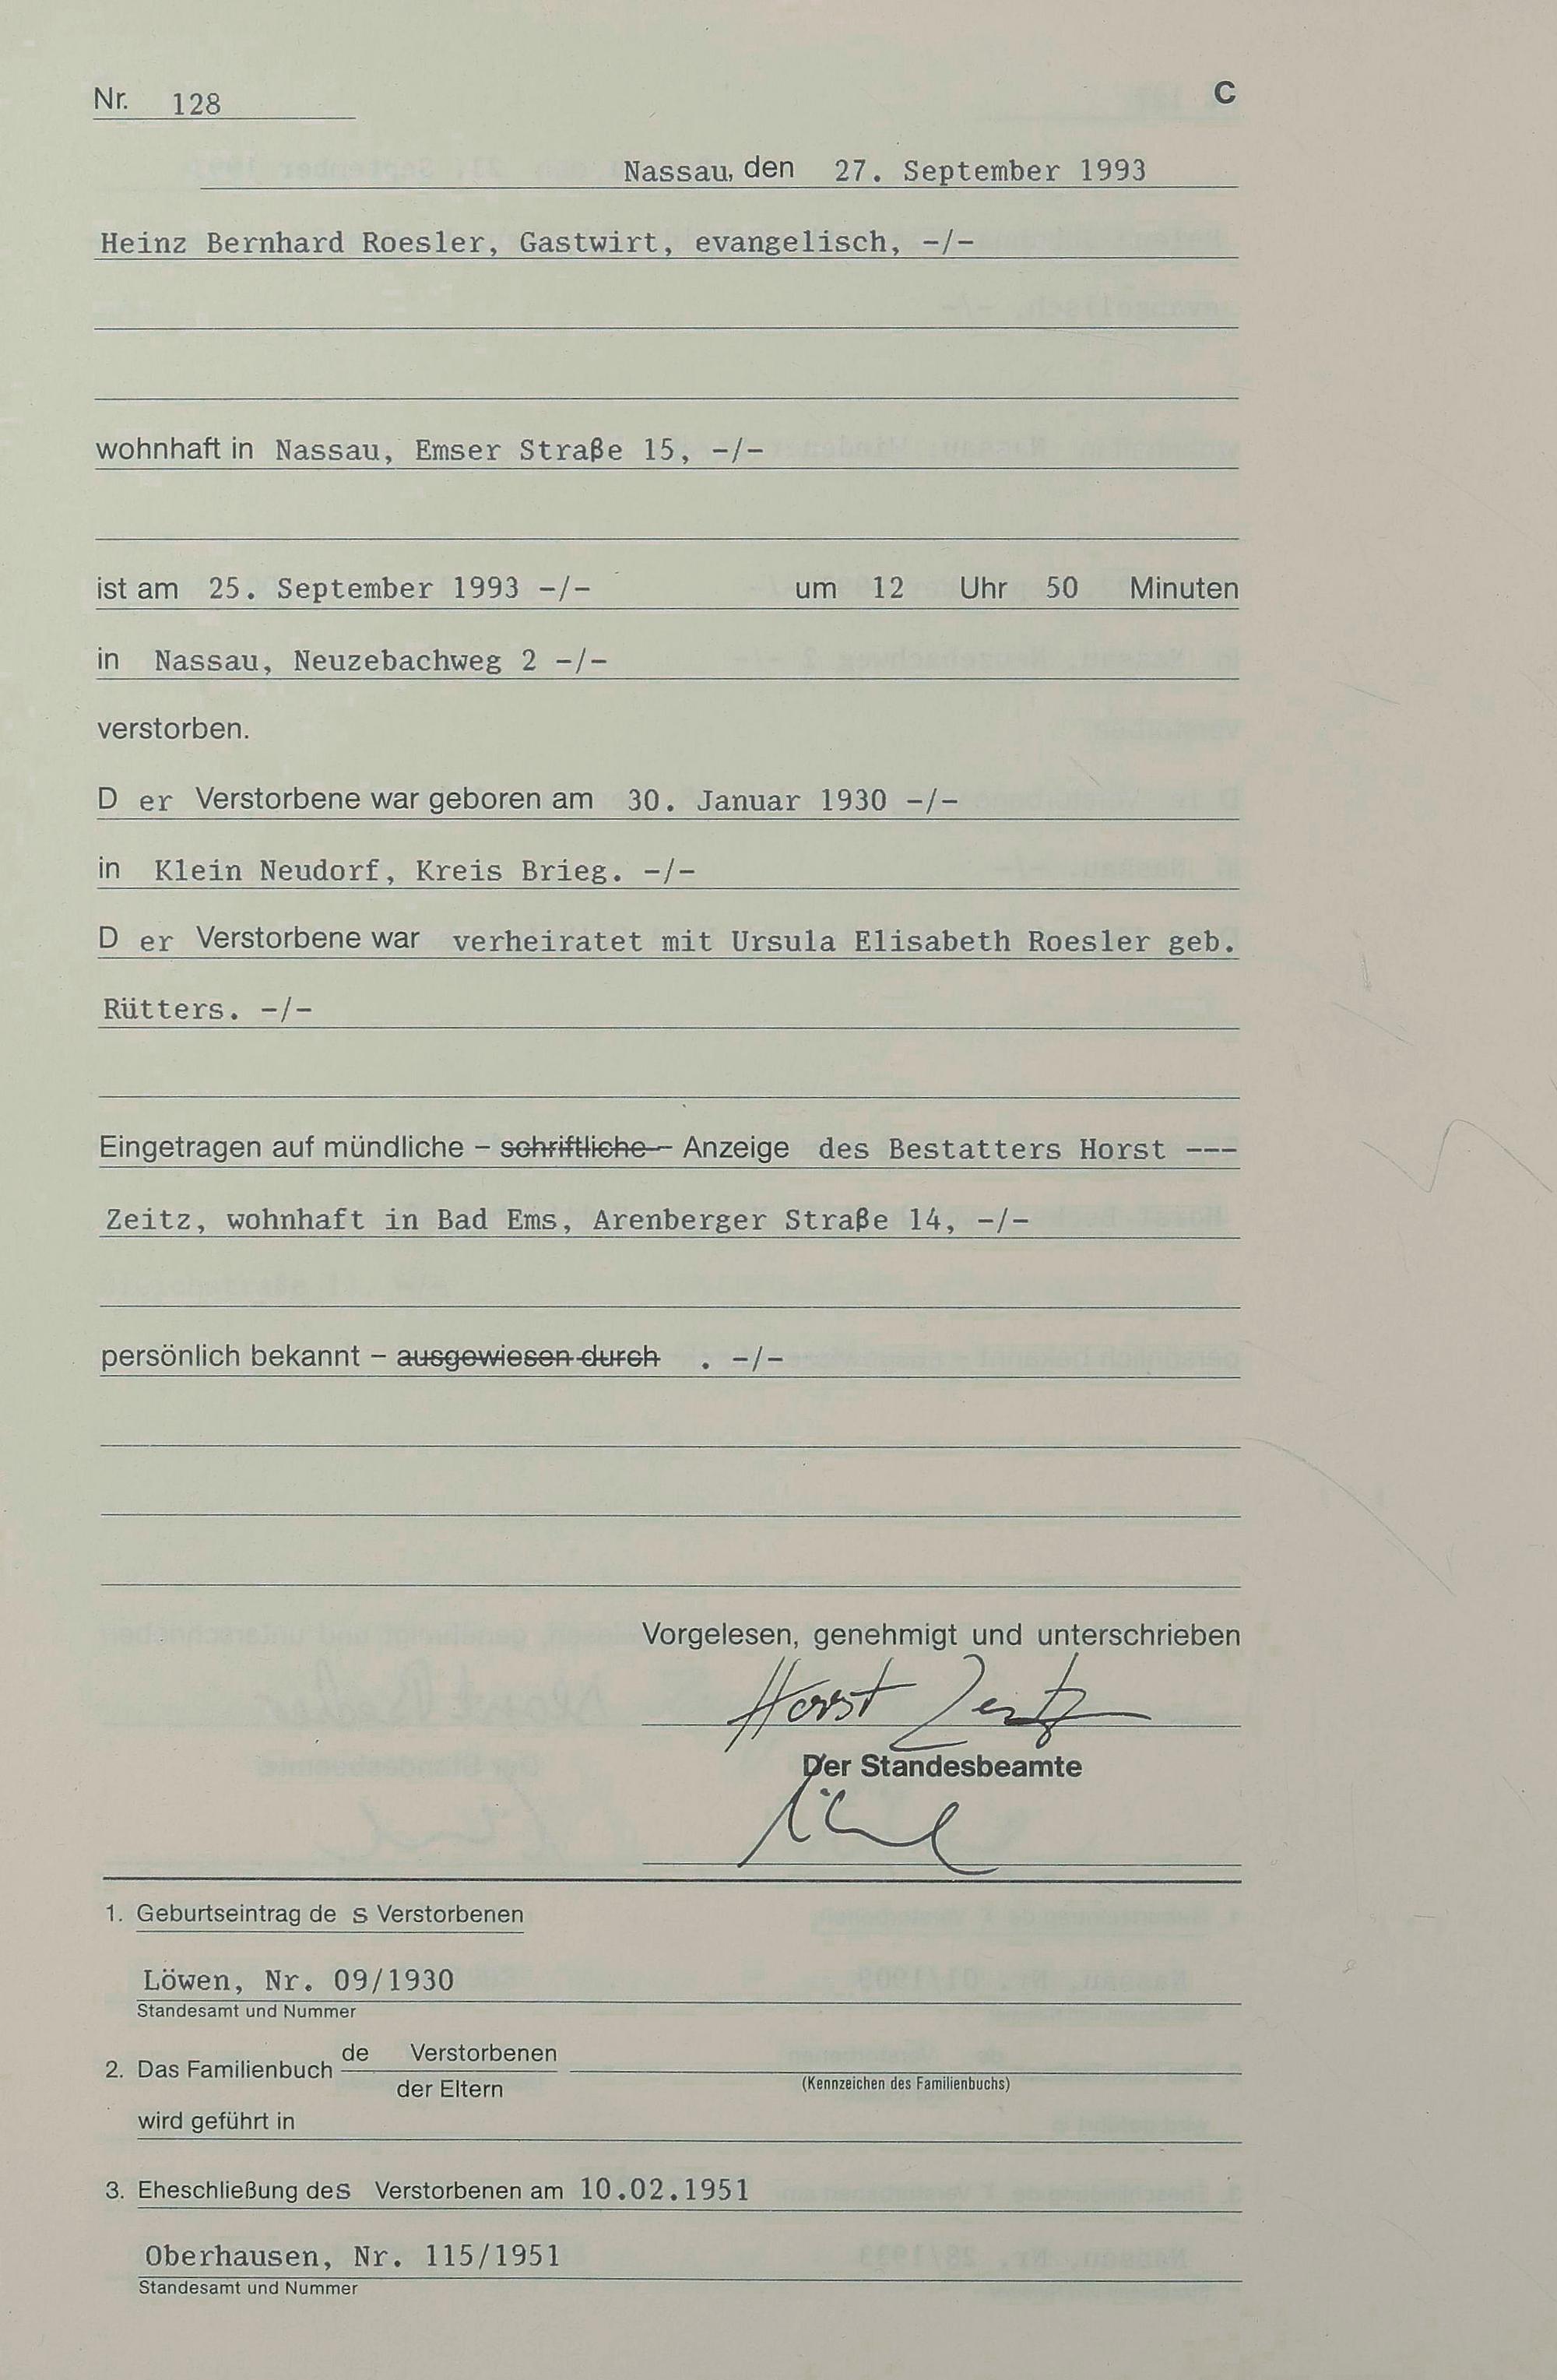 Nr. 128
C
Nassau, den 27. September 1993
Heinz Bernhard Roesler, Gastwirt, evangelisch, -/-
wohnhaft in Nassau, Emser Straße 15, -/-
ist am 25. September 1993 -/- um 12 Uhr 50 Minuten
in Nassau, Neuzebachweg 2 -/-
verstorben.
D er Verstorbene war geboren am 30. Januar 1930 -/-
in Klein Neudorf, Kreis Brieg. -/-
D er Verstorbene war verheiratet mit Ursula Elisabeth Roesler geb.
Rütters. -/-
Eingetragen auf mündliche – schriftliche – Anzeige des Bestatters Horst ---
Zeitz, wohnhaft in Bad Ems, Arenberger Straße 14, -/-
persönlich bekannt – ausgewiesen durch . -/-
Vorgelesen, genehmigt und unterschrieben
Horst Zeitz
Der Standesbeamte
1. Geburtseintrag de s Verstorbenen
Löwen, Nr. 09/1930
Standesamt und Nummer
2. Das Familienbuch de Verstorbenen
der Eltern
(Kennzeichen des Familienbuchs)
wird geführt in
3. Eheschließung des Verstorbenen am 10.02.1951
Oberhausen, Nr. 115/1951
Standesamt und Nummer